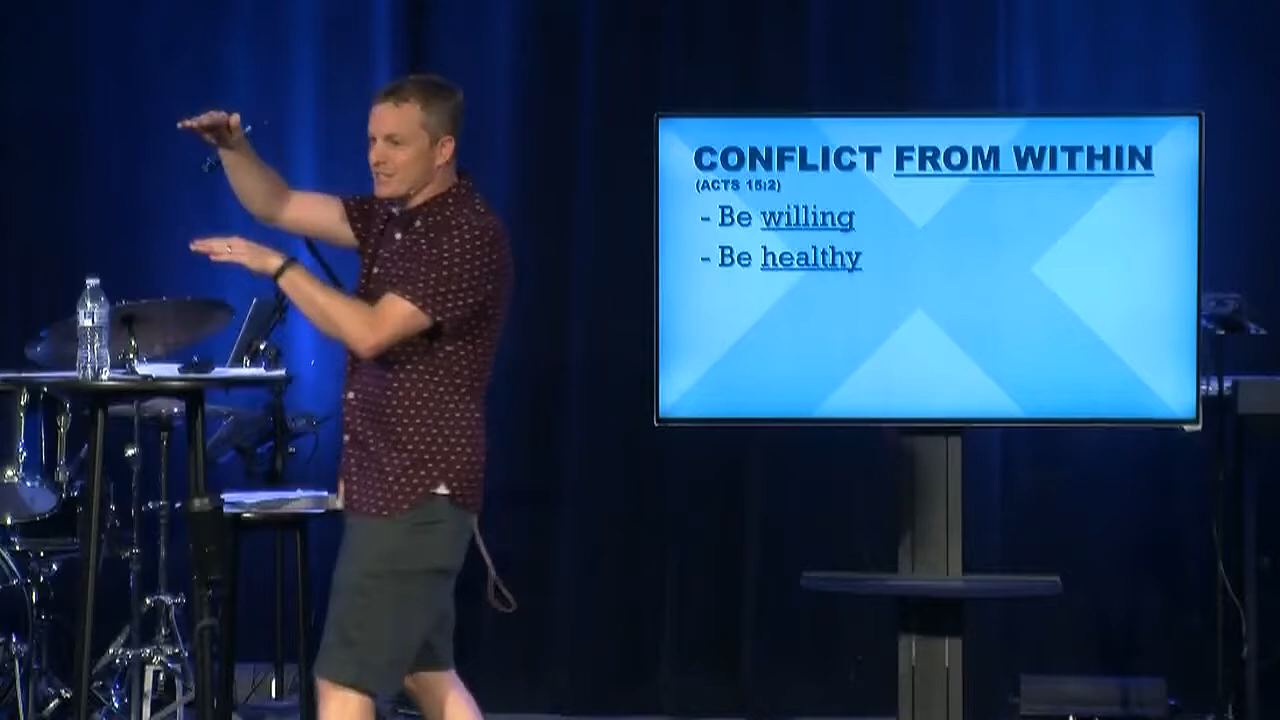 CONFLICT FROM WITHIN
(ACTS 15:2)
- Be willing
- Be healthy